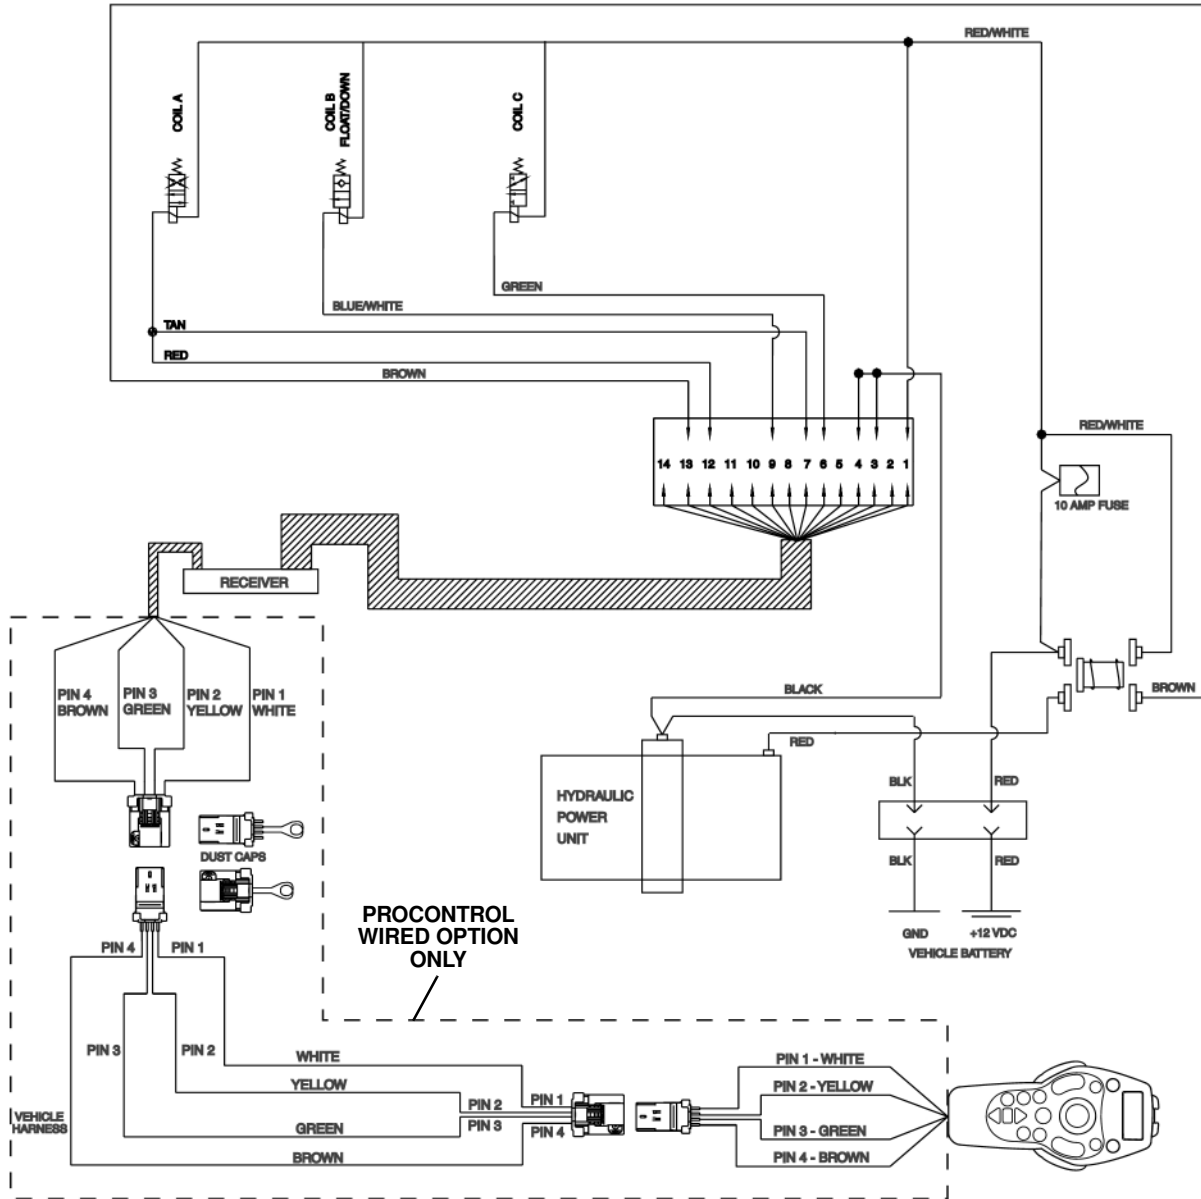 RED/WHITE
COIL A
COIL B
FLOAT/DOWN
COIL C
GREEN
BLUE/WHITE
TAN
RED
BROWN
RED/WHITE
14 13 12 11 10 9 8 7 6 5 4 3 2 1
10 AMP FUSE
RECEIVER
PIN 4
BROWN
PIN 3
GREEN
PIN 2
YELLOW
PIN 1
WHITE
BLACK
BROWN
RED
HYDRAULIC
POWER
UNIT
BLK
RED
BLK
RED
GND
+12 VDC
VEHICLE BATTERY
DUST CAPS
PROCONTROL
WIRED OPTION
ONLY
PIN 4
PIN 1
PIN 3
PIN 2
WHITE
YELLOW
GREEN
BROWN
VEHICLE
HARNESS
PIN 1
PIN 2
PIN 3
PIN 4
PIN 1 - WHITE
PIN 2 - YELLOW
PIN 3 - GREEN
PIN 4 - BROWN